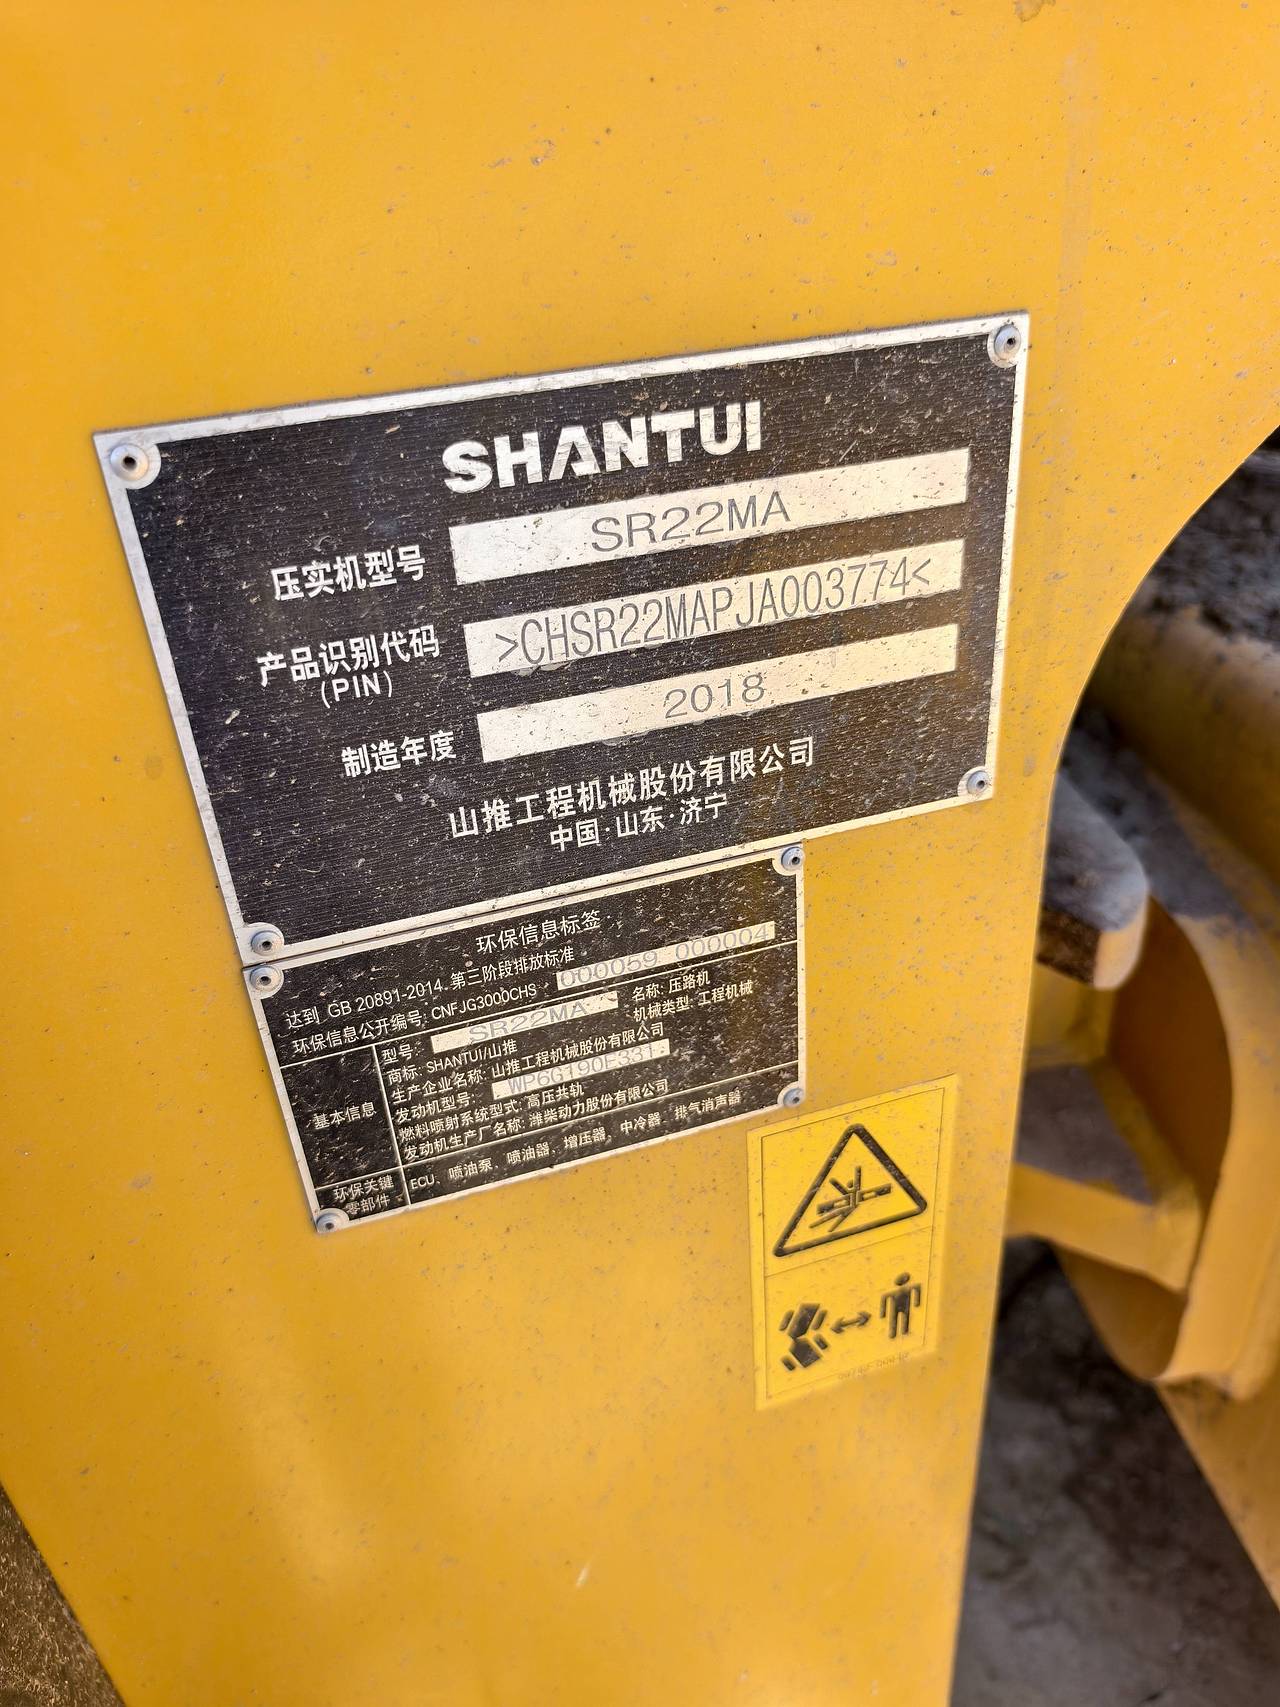 SHANTUI
压实机型号 SR22MA
产品识别代码 (PIN) >CHSR22MAPJA003774<
制造年度 2018
山推工程机械股份有限公司
中国·山东·济宁
环保信息标签
达到 GB 20891-2014 第三阶段排放标准
环保信息公开编号: CNFJG3000CHS 000059 000004
基本信息
型号: SR22MA 名称: 压路机
商标: SHANTUI/山推 机械类型: 工程机械
生产企业名称: 山推工程机械股份有限公司
发动机型号: WP6G190E331
燃料喷射系统型式: 高压共轨
发动机生产厂名称: 潍柴动力股份有限公司
环保关键零部件 ECU、喷油泵、喷油器、增压器、中冷器、排气消声器